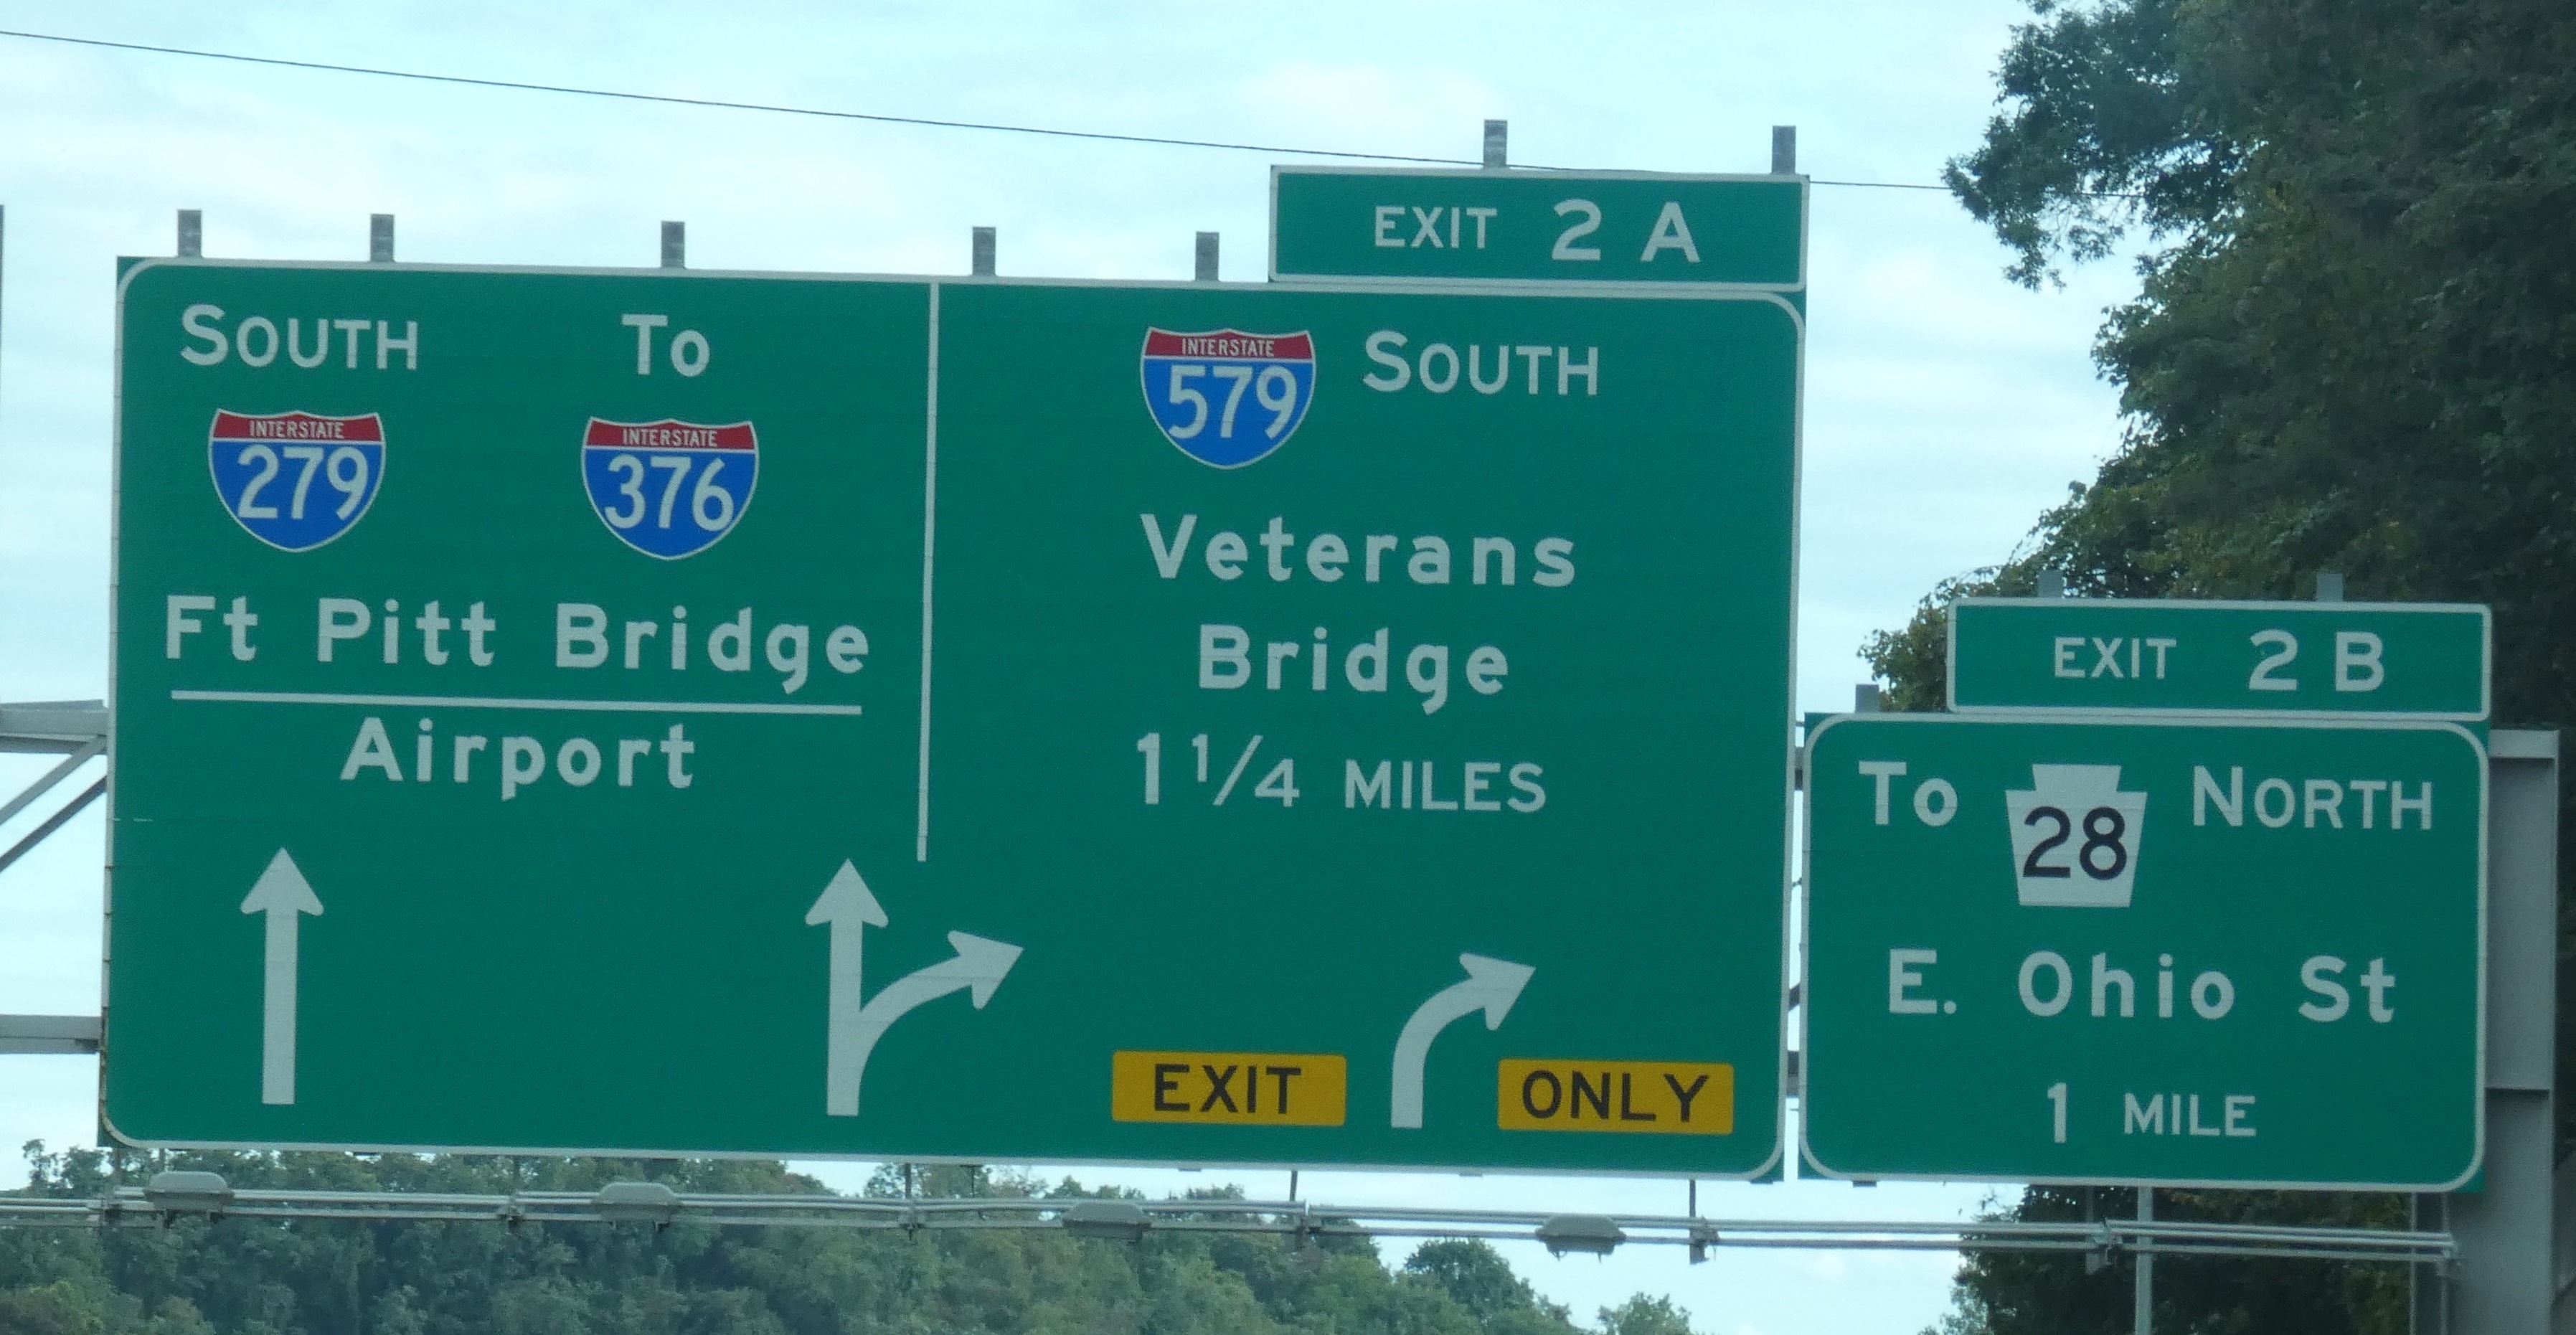 SOUTH To
INTERSTATE 279 INTERSTATE 376
Ft Pitt Bridge
Airport
EXIT 2 A
INTERSTATE 579 SOUTH
Veterans
Bridge
1 1/4 MILES
EXIT ONLY
EXIT 2 B
To 28 NORTH
E. Ohio St
1 MILE